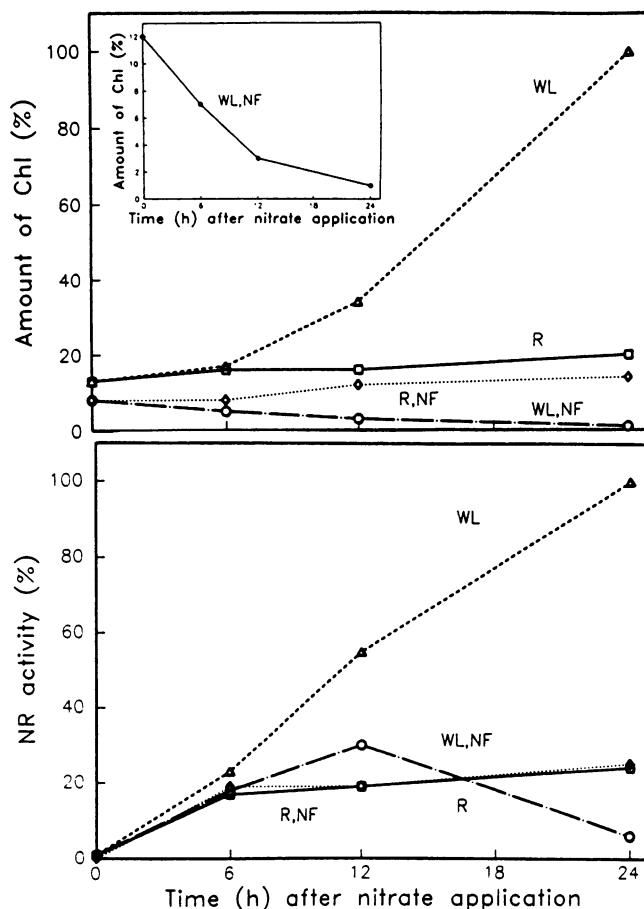 Amount of Chl (%)
100
80
60
40
20
0
WL
R
R,NF
WL,NF
Amount of Chl (%)
12
10
8
6
4
2
0
WL,NF
0 6 12 18 24
Time (h) after nitrate application
NR activity (%)
100
80
60
40
20
0
WL
WL,NF
R,NF
R
0 6 12 18 24
Time (h) after nitrate application